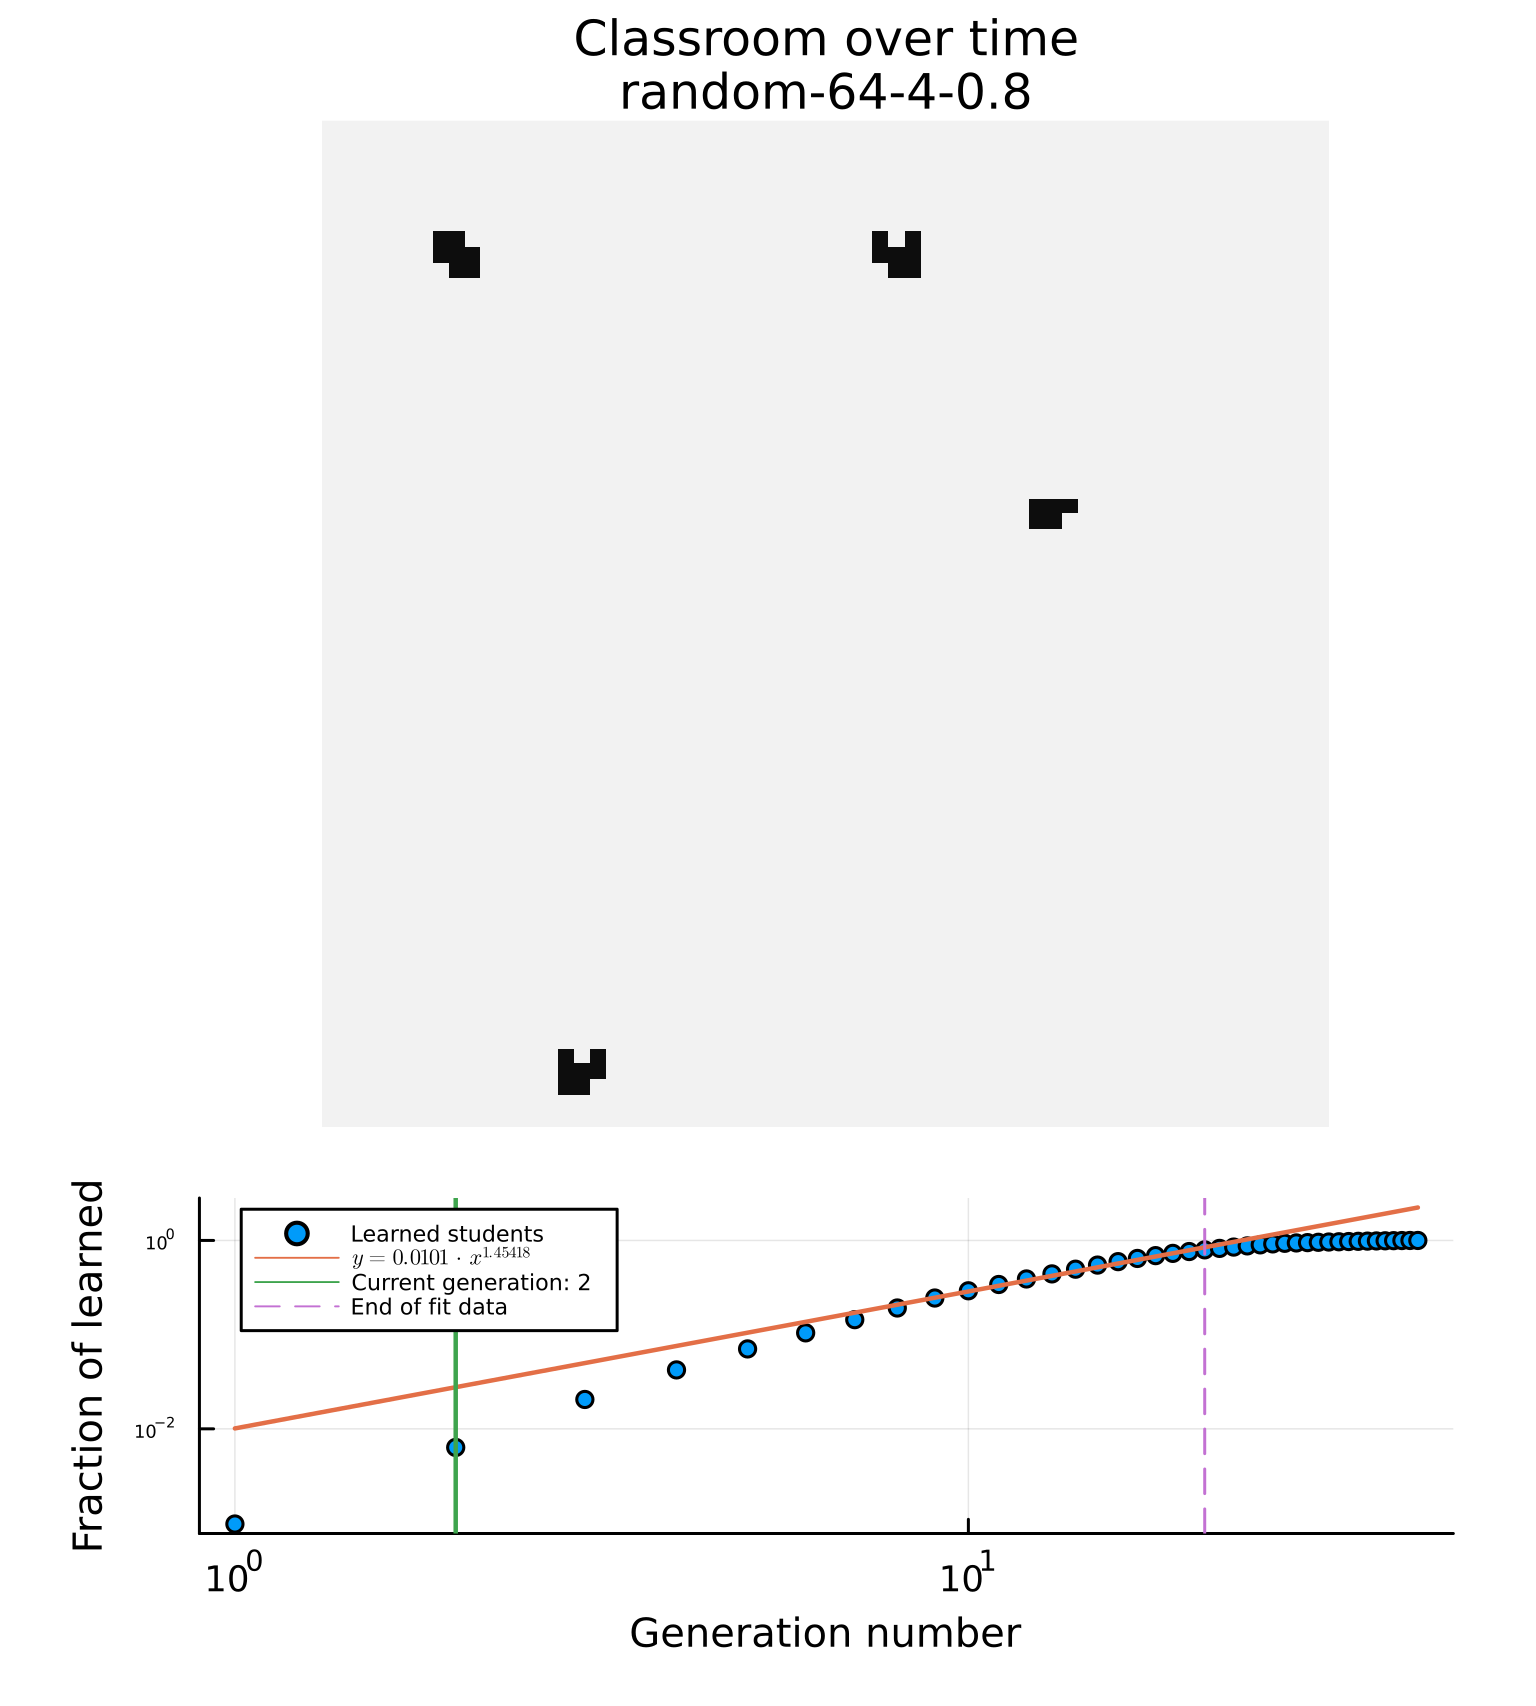 Classroom over time
random-64-4-0.8
Fraction of learned
10⁰
10⁻²
Learned students
y = 0.0101 · x^1.45418
Current generation: 2
End of fit data
10⁰
10¹
Generation number